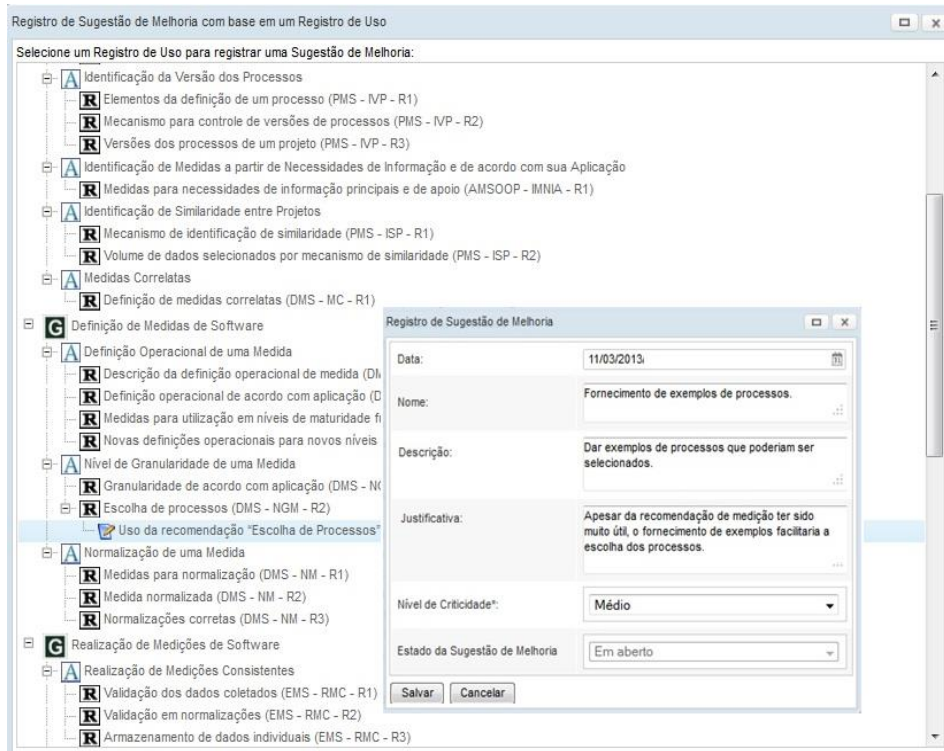 Registro de Sugestão de Melhoria com base em um Registro de Uso
Selecione um Registro de Uso para registrar uma Sugestão de Melhoria:
A Identificação da Versão dos Processos
R Elementos da definição de um processo (PMS - IVP - R1)
R Mecanismo para controle de versões de processos (PMS - IVP - R2)
R Versões dos processos de um projeto (PMS - IVP - R3)
A Identificação de Medidas a partir de Necessidades de Informação e de acordo com sua Aplicação
R Medidas para necessidades de informação principais e de apoio (AMSOOP - IMNIA - R1)
A Identificação de Similaridade entre Projetos
R Mecanismo de identificação de similaridade (PMS - ISP - R1)
R Volume de dados selecionados por mecanismo de similaridade (PMS - ISP - R2)
A Medidas Correlatas
R Definição de medidas correlatas (DMS - MC - R1)
G Definição de Medidas de Software
A Definição Operacional de uma Medida
R Descrição da definição operacional de medida
R Definição operacional de acordo com aplicação
R Medidas para utilização em níveis de maturidade
R Novas definições operacionais para novos níveis
A Nível de Granularidade de uma Medida
R Granularidade de acordo com aplicação (DMS -
R Escolha de processos (DMS - NGM - R2)
Uso da recomendação "Escolha de Processos"
A Normalização de uma Medida
R Medidas para normalização (DMS - NM - R1)
R Medida normalizada (DMS - NM - R2)
R Normalizações corretas (DMS - NM - R3)
G Realização de Medições de Software
A Realização de Medições Consistentes
R Validação dos dados coletados (EMS - RMC - R1)
R Validação em normalizações (EMS - RMC - R2)
R Armazenamento de dados individuais (EMS - RMC - R3)
Registro de Sugestão de Melhoria
Data: 11/03/2013
Nome: Fornecimento de exemplos de processos.
Descrição: Dar exemplos de processos que poderiam ser
selecionados.
Justificativa: Apesar da recomendação de medição ter sido
muito útil, o fornecimento de exemplos facilitaria a
escolha dos processos.
Nível de Criticidade*: Médio
Estado da Sugestão de Melhoria Em aberto
Salvar Cancelar